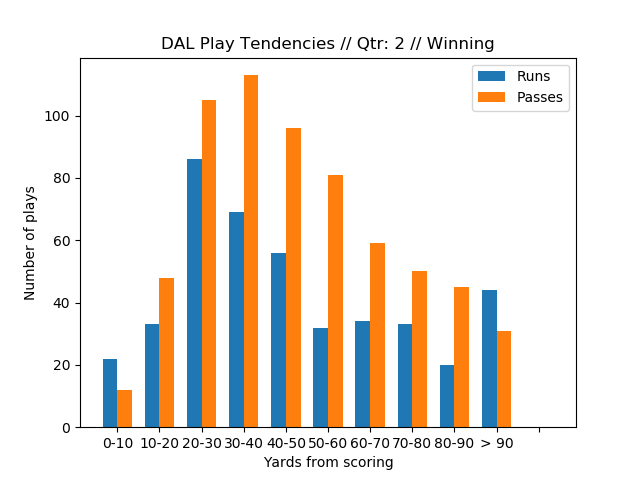 DAL Play Tendencies // Qtr: 2 // Winning
Runs
Passes
Number of plays
100
80
60
40
20
0
0-10 10-20 20-30 30-40 40-50 50-60 60-70 70-80 80-90 > 90
Yards from scoring